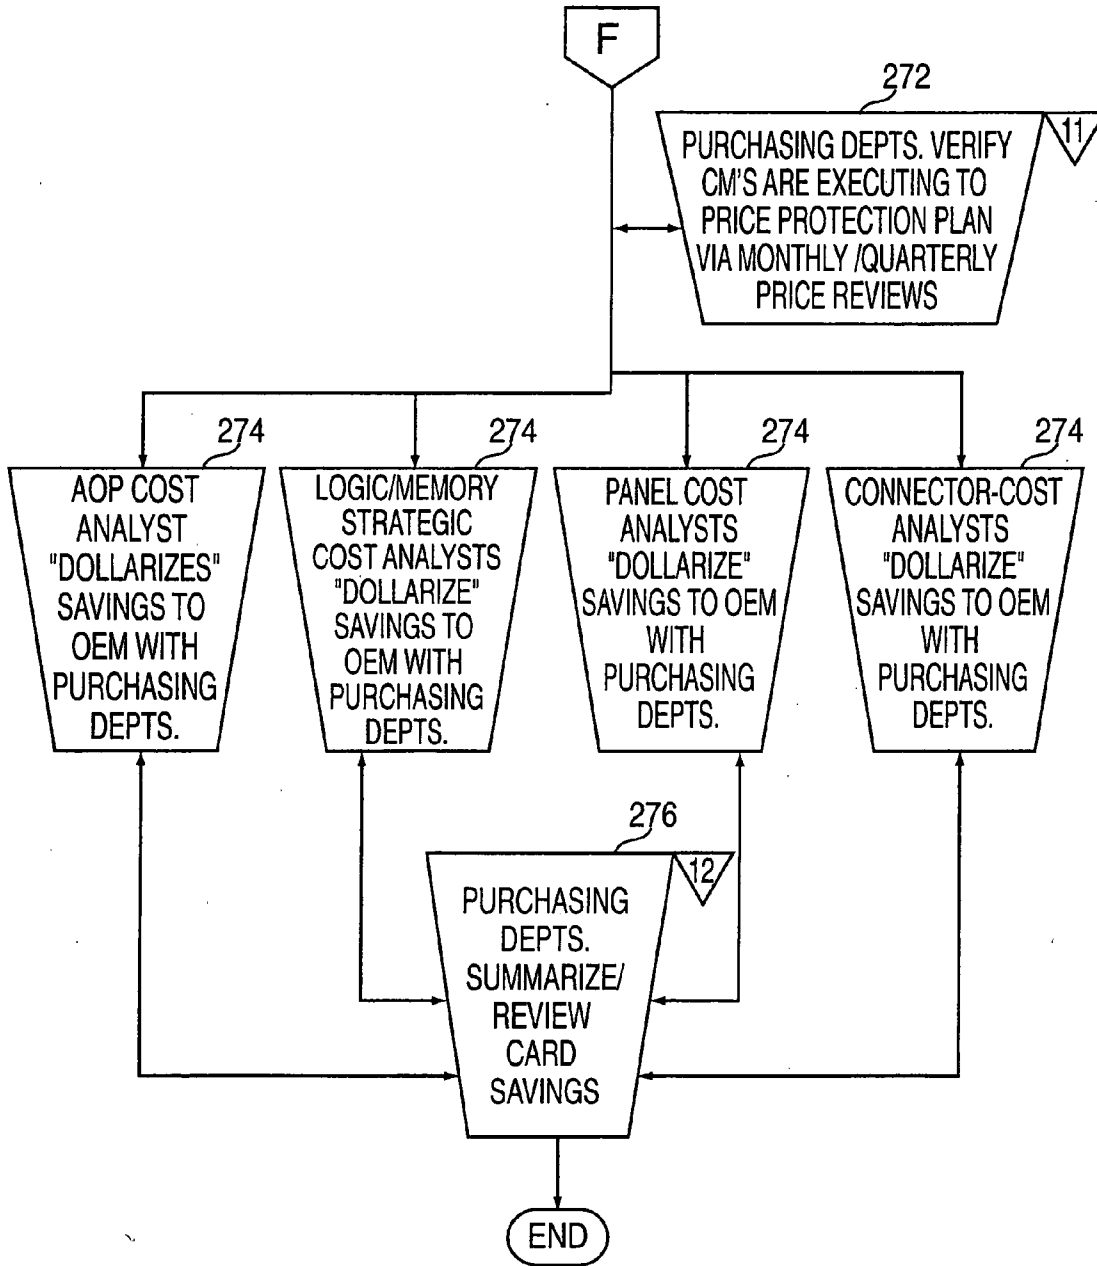 F
272
11
PURCHASING DEPTS. VERIFY
CM'S ARE EXECUTING TO
PRICE PROTECTION PLAN
VIA MONTHLY/QUARTERLY
PRICE REVIEWS
274
AOP COST
ANALYST
"DOLLARIZES"
SAVINGS TO
OEM WITH
PURCHASING
DEPTS.
274
LOGIC/MEMORY
STRATEGIC
COST ANALYSTS
"DOLLARIZE"
SAVINGS TO
OEM WITH
PURCHASING
DEPTS.
274
PANEL COST
ANALYSTS
"DOLLARIZE"
SAVINGS TO OEM
WITH
PURCHASING
DEPTS.
274
CONNECTOR-COST
ANALYSTS
"DOLLARIZE"
SAVINGS TO OEM
WITH
PURCHASING
DEPTS.
276
12
PURCHASING
DEPTS.
SUMMARIZE/
REVIEW
CARD
SAVINGS
END